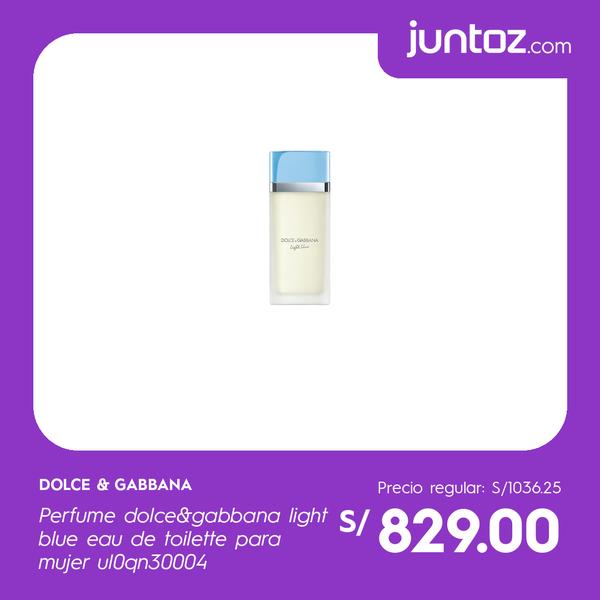 juntoz.com
DOLCE & GABBANA
light blue
DOLCE & GABBANA
Perfume dolce&gabbana light
blue eau de toilette para
mujer ul0qn30004
Precio regular: S/1036.25
S/ 829.00